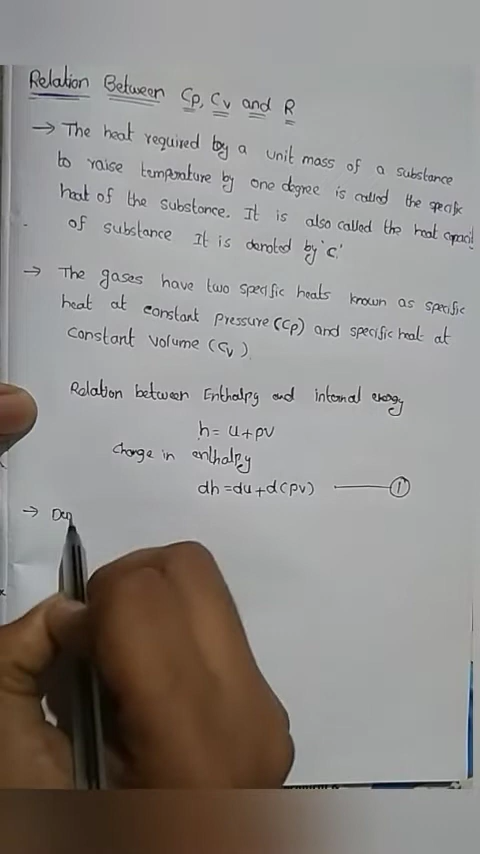 Relation Between Cp, Cv and R
→ The heat required by a unit mass of a substance
to raise temperature by one degree is called the specific
heat of the substance. It is also called the heat capacit
of substance It is denoted by 'c'.
→ The gases have two specific heats known as specific
heat at constant pressure (Cp) and specific heat at
constant volume (Cv).
Relation between Enthalpy and internal energy
h = u + pv
change in enthalpy
dh = du + d(pv) —— ①
→ Den